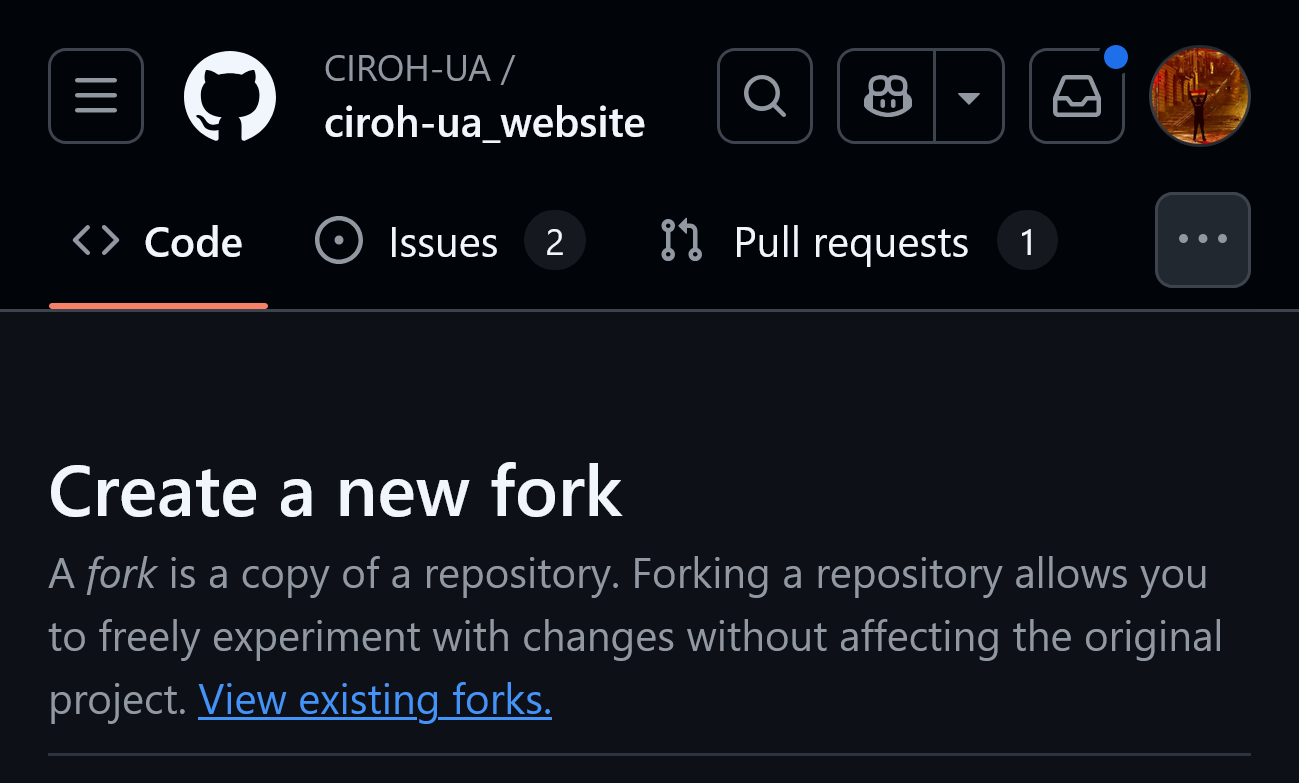 CIROH-UA /
ciroh-ua_website
Code
Issues 2
Pull requests 1
Create a new fork
A fork is a copy of a repository. Forking a repository allows you
to freely experiment with changes without affecting the original
project. View existing forks.